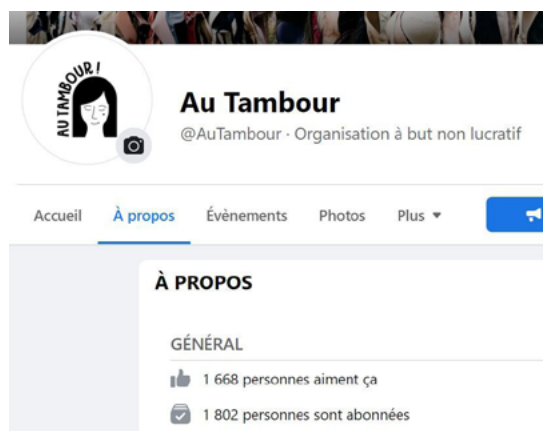 AU TAMBOUR !
Au Tambour
@AuTambour · Organisation à but non lucratif
Accueil À propos Évènements Photos Plus
À PROPOS
GÉNÉRAL
1 668 personnes aiment ça
1 802 personnes sont abonnées